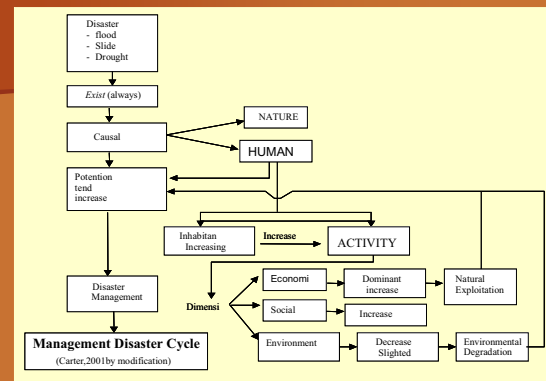 Disaster
- flood
- Slide
- Drought
Exist (always)
NATURE
Causal
HUMAN
Potention
tend
increase
Inhabitan
Increasing
Increase
ACTIVITY
Disaster
Management
Dimensi
Economi
Dominant
increase
Natural
Exploitation
Social
Increase
Management Disaster Cycle
(Carter,2001by modification)
Environment
Decrease
Slighted
Environmental
Degradation